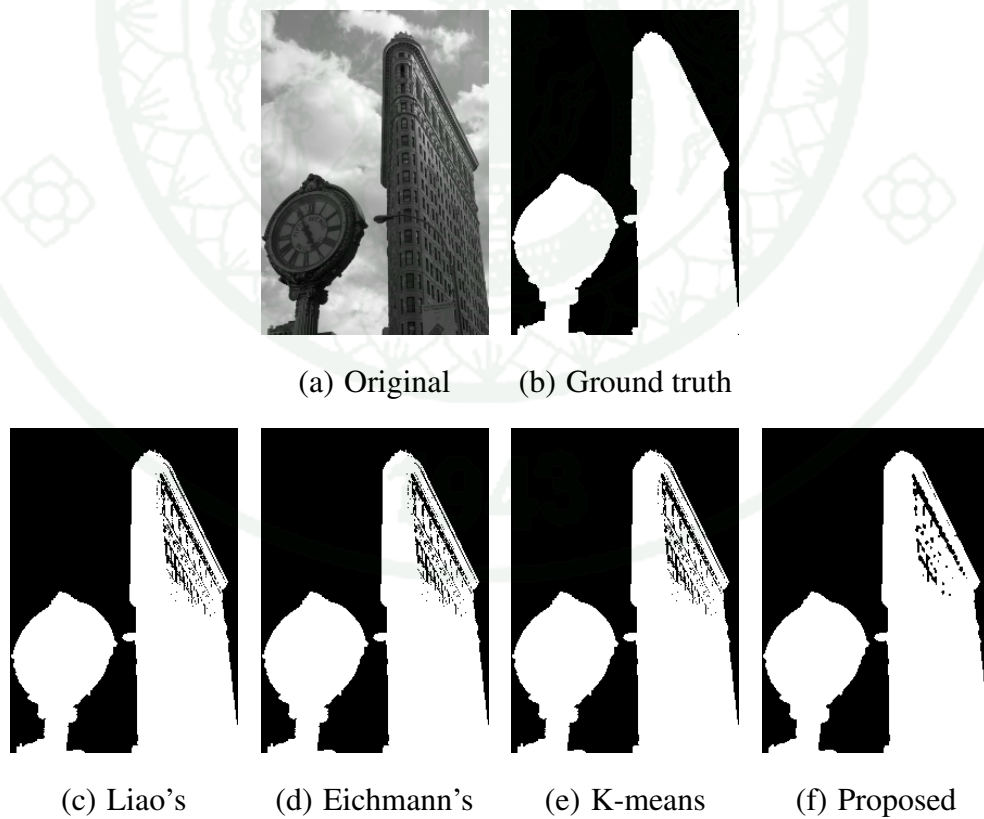 (a) Original
(b) Ground truth
(c) Liao's
(d) Eichmann's
(e) K-means
(f) Proposed